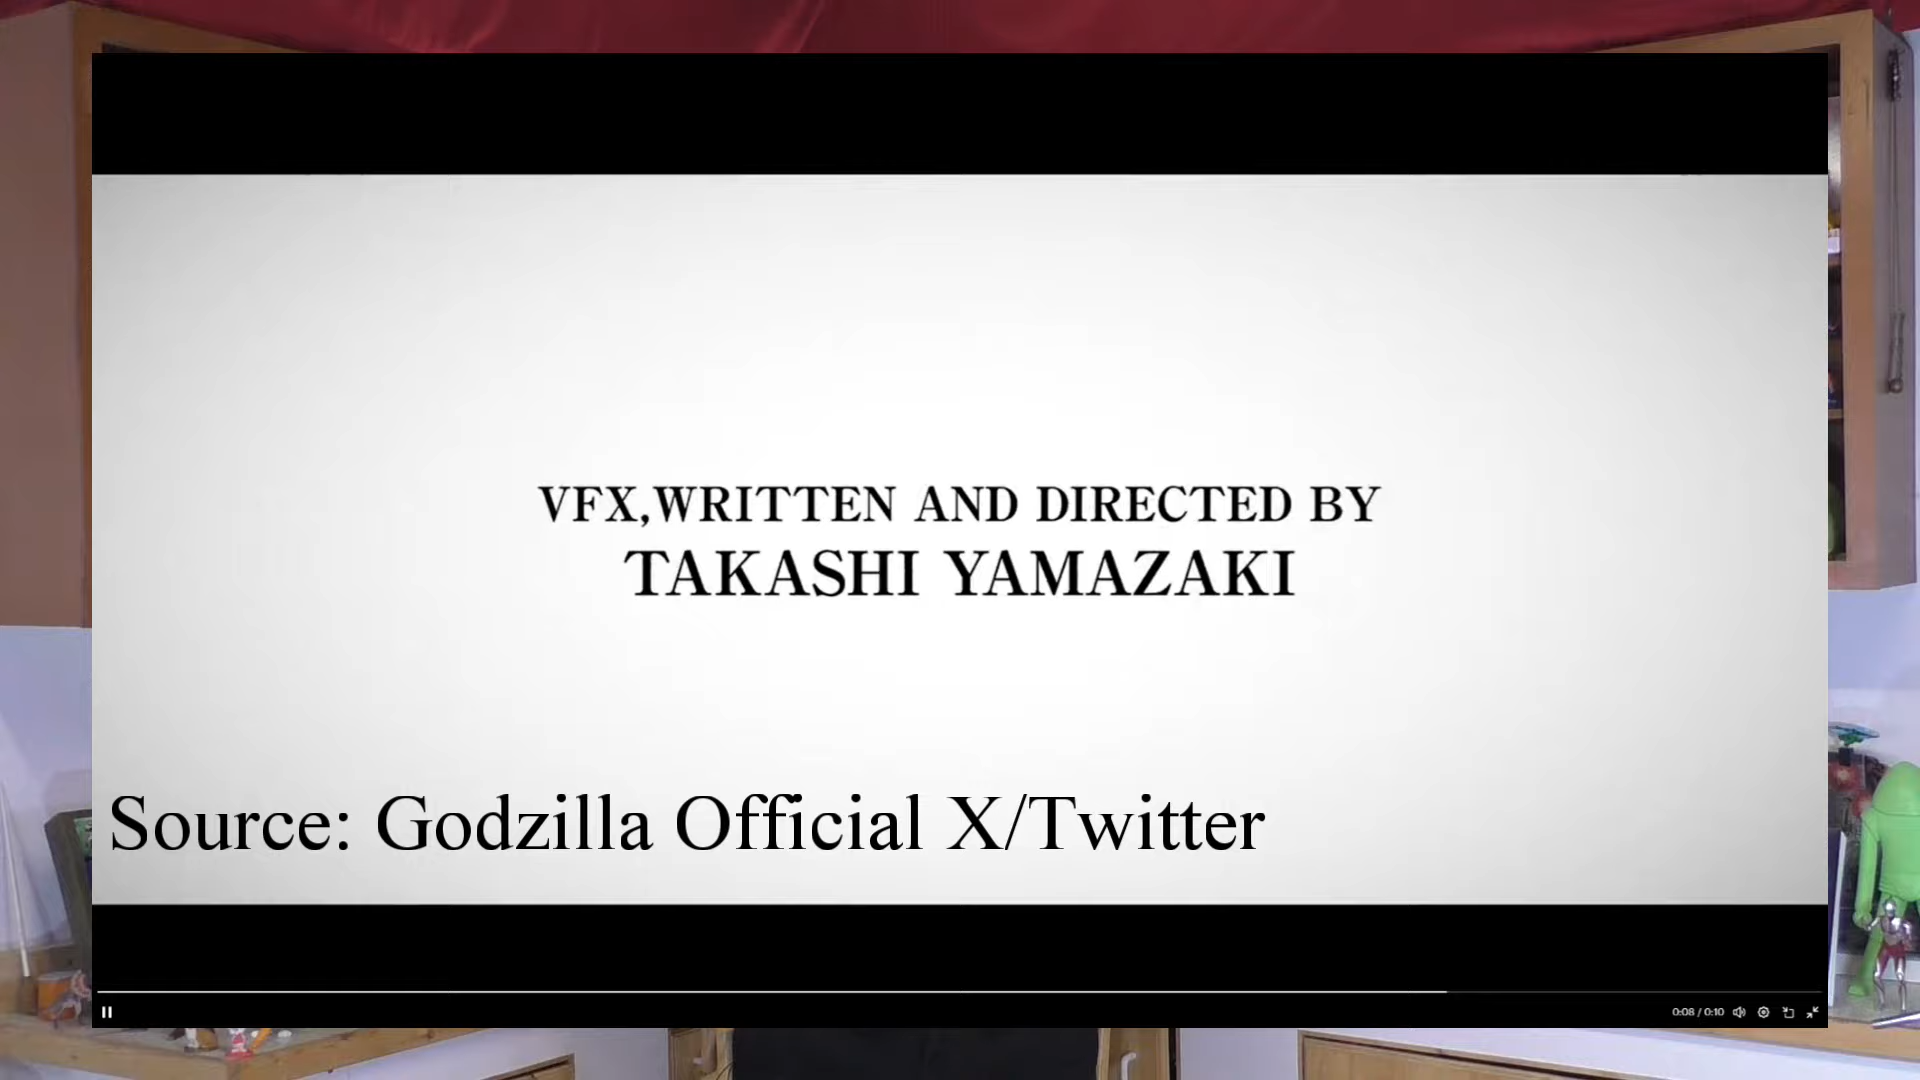 VFX,WRITTEN AND DIRECTED BY
TAKASHI YAMAZAKI
Source: Godzilla Official X/Twitter
0:08 / 0:10